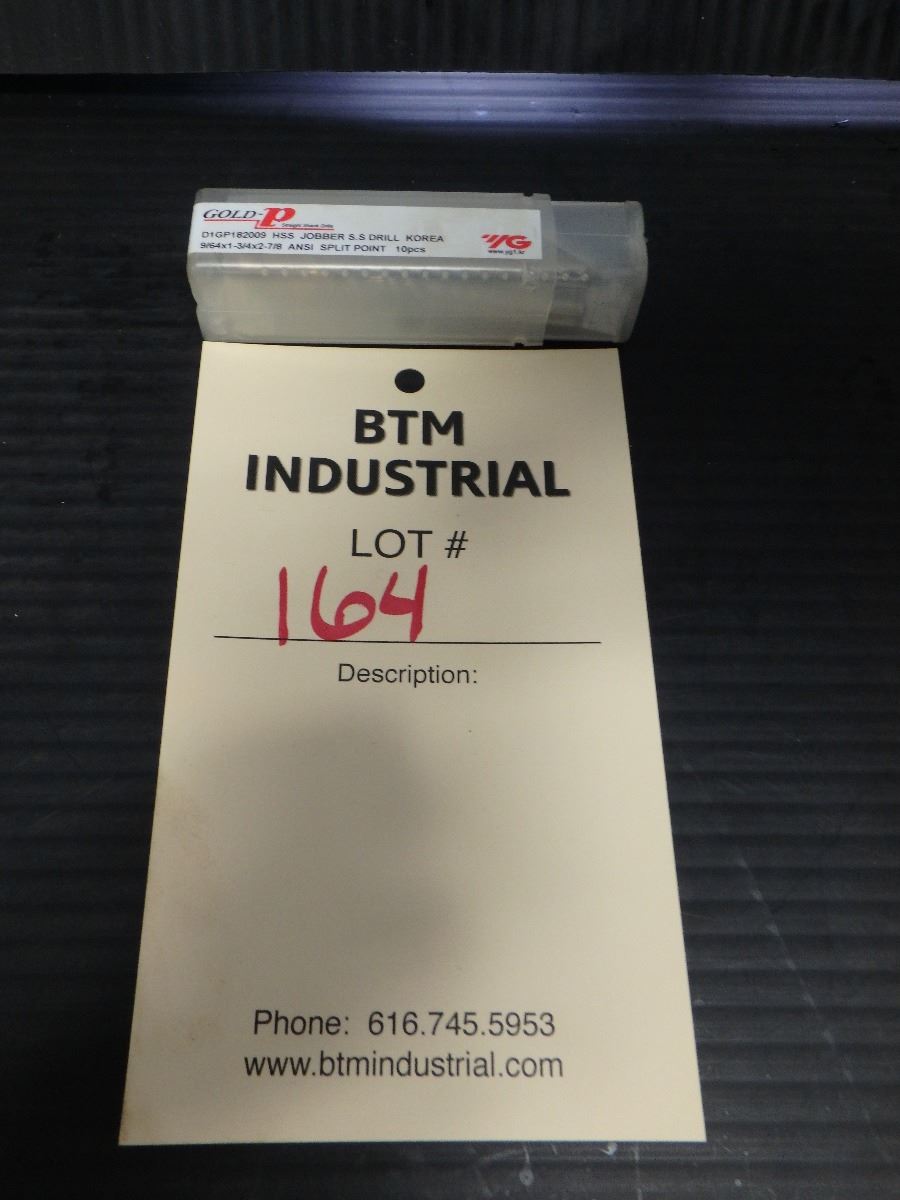 GOLD-P
Straight Shank Drills
D1GP182009 HSS JOBBER S.S DRILL KOREA
9/64x1-3/4x2-7/8 ANSI SPLIT POINT 10pcs
YG
www.yg1.kr
BTM
INDUSTRIAL
LOT #
164
Description:
Phone: 616.745.5953
www.btmindustrial.com